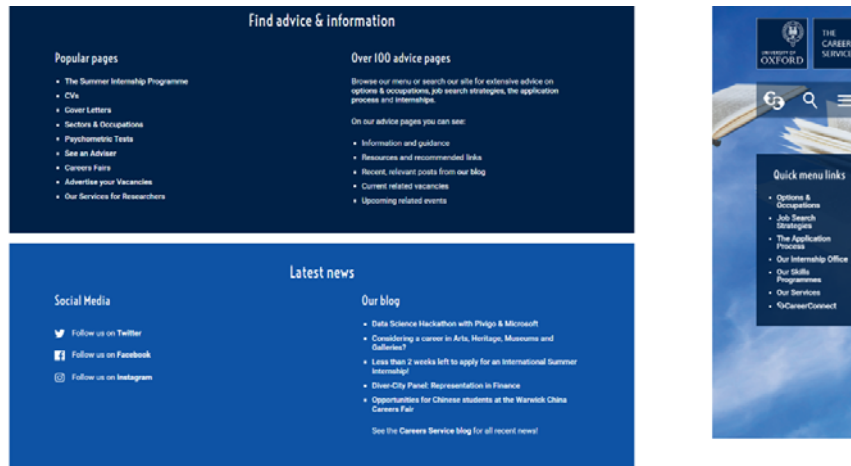 Find advice & information
Popular pages
The Summer Internship Programme
CVs
Cover Letters
Sectors & Occupations
Psychometric Tests
See an Adviser
Careers Fairs
Advertise your Vacancies
Our Services for Researchers
Over 100 advice pages
Browse our menu or search our site for extensive advice on
options & occupations, job search strategies, the application
process and internships.
On our advice pages you can see:
Information and guidance
Resources and recommended links
Recent, relevant posts from our blog
Current related vacancies
Upcoming related events
Latest news
Social Media
Follow us on Twitter
Follow us on Facebook
Follow us on Instagram
Our blog
Data Science Hackathon with Pivigo & Microsoft
Considering a career in Arts, Heritage, Museums and
Galleries?
Less than 2 weeks left to apply for an International Summer
Internship!
Diver-City Panel: Representation in Finance
Opportunities for Chinese students at the Warwick China
Careers Fair
See the Careers Service blog for all recent news!
UNIVERSITY OF
OXFORD
THE
CAREERS
SERVICE
Quick menu links
Options &
Occupations
Job Search
Strategies
The Application
Process
Our Internship Office
Our Skills
Programmes
Our Services
CareerConnect